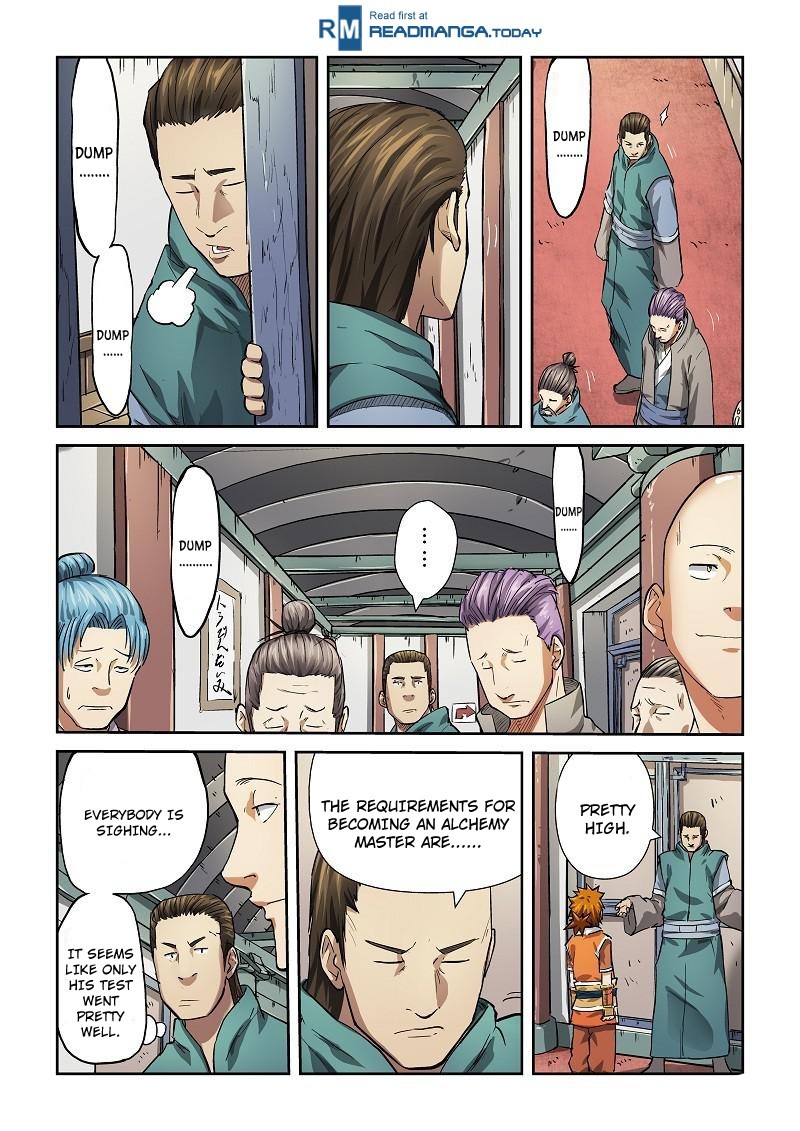 Read first at
RM READMANGA.TODAY
DUMP
.........
DUMP
......
DUMP
........
DUMP
..........
......
DUMP
......
EVERYBODY IS
SIGHING...
IT SEEMS
LIKE ONLY
HIS TEST
WENT
PRETTY
WELL.
THE REQUIREMENTS FOR
BECOMING AN ALCHEMY
MASTER ARE......
PRETTY
HIGH.